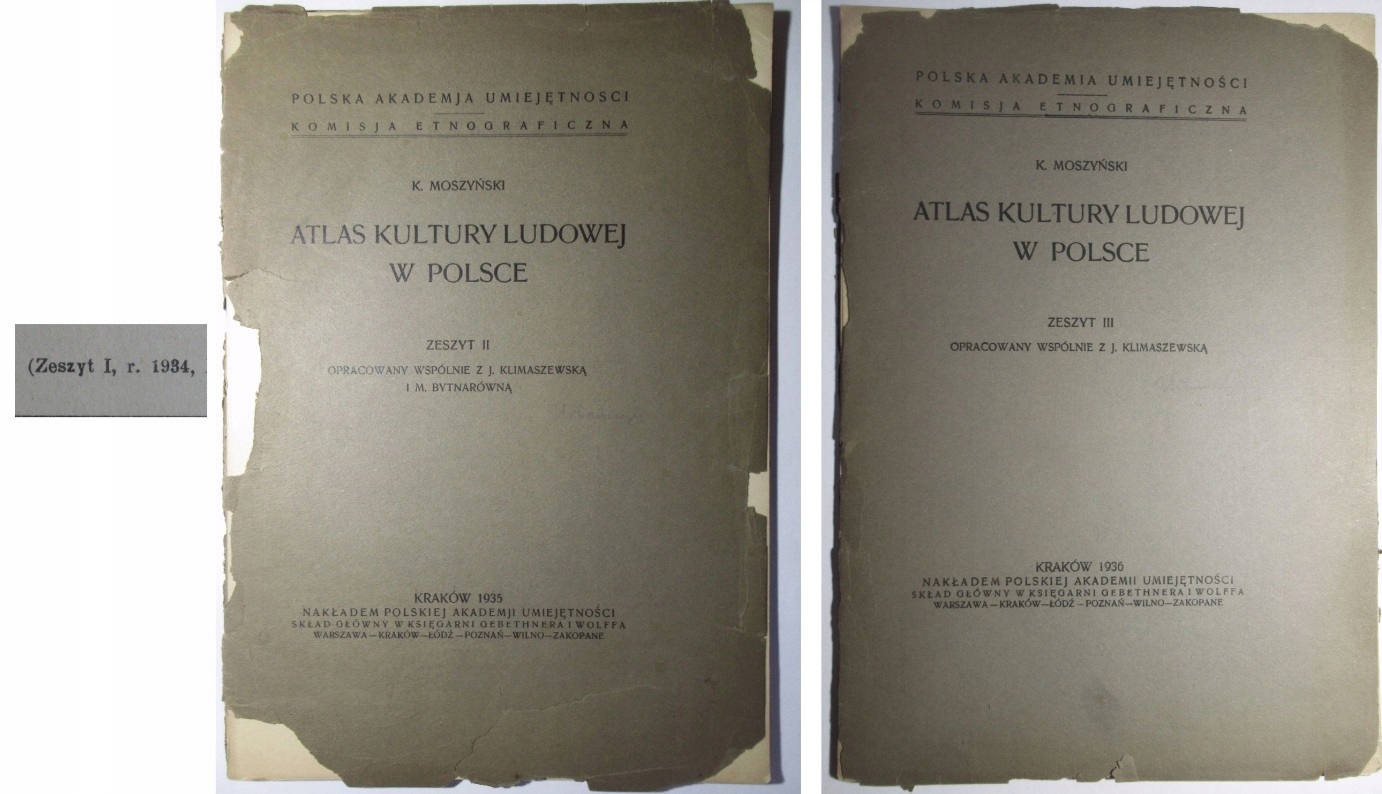 (Zeszyt I, r. 1934,
POLSKA AKADEMJA UMIEJĘTNOŚCI
KOMISJA ETNOGRAFICZNA
K. MOSZYŃSKI
ATLAS KULTURY LUDOWEJ
W POLSCE
ZESZYT II
OPRACOWANY WSPÓLNIE Z J. KLIMASZEWSKĄ
I M. BYTNARÓWNĄ
KRAKÓW 1935
NAKŁADEM POLSKIEJ AKADEMJI UMIEJĘTNOŚCI
SKŁAD GŁÓWNY W KSIĘGARNI GEBETHNERA I WOLFFA
WARSZAWA—KRAKÓW—ŁÓDŹ—POZNAŃ—WILNO—ZAKOPANE
POLSKA AKADEMIA UMIEJĘTNOŚCI
KOMISJA ETNOGRAFICZNA
K. MOSZYŃSKI
ATLAS KULTURY LUDOWEJ
W POLSCE
ZESZYT III
OPRACOWANY WSPÓLNIE Z J. KLIMASZEWSKĄ
KRAKÓW 1936
NAKŁADEM POLSKIEJ AKADEMII UMIEJĘTNOŚCI
SKŁAD GŁÓWNY W KSIĘGARNI GEBETHNERA I WOLFFA
WARSZAWA—KRAKÓW—ŁÓDŹ—POZNAŃ—WILNO—ZAKOPANE